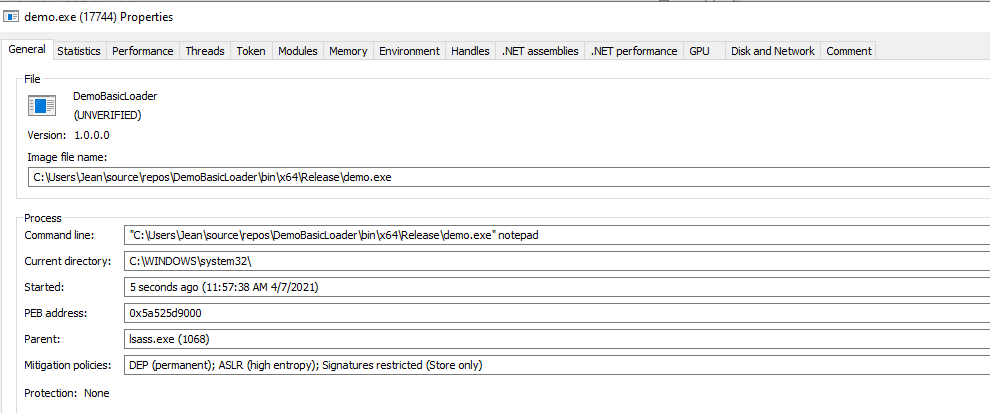 demo.exe (17744) Properties
General Statistics Performance Threads Token Modules Memory Environment Handles .NET assemblies .NET performance GPU Disk and Network Comment
File
DemoBasicLoader
(UNVERIFIED)
Version: 1.0.0.0
Image file name:
C:\Users\Jean\source\repos\DemoBasicLoader\bin\x64\Release\demo.exe
Process
Command line: "C:\Users\Jean\source\repos\DemoBasicLoader\bin\x64\Release\demo.exe" notepad
Current directory: C:\WINDOWS\system32\
Started: 5 seconds ago (11:57:38 AM 4/7/2021)
PEB address: 0x5a525d9000
Parent: lsass.exe (1068)
Mitigation policies: DEP (permanent); ASLR (high entropy); Signatures restricted (Store only)
Protection: None